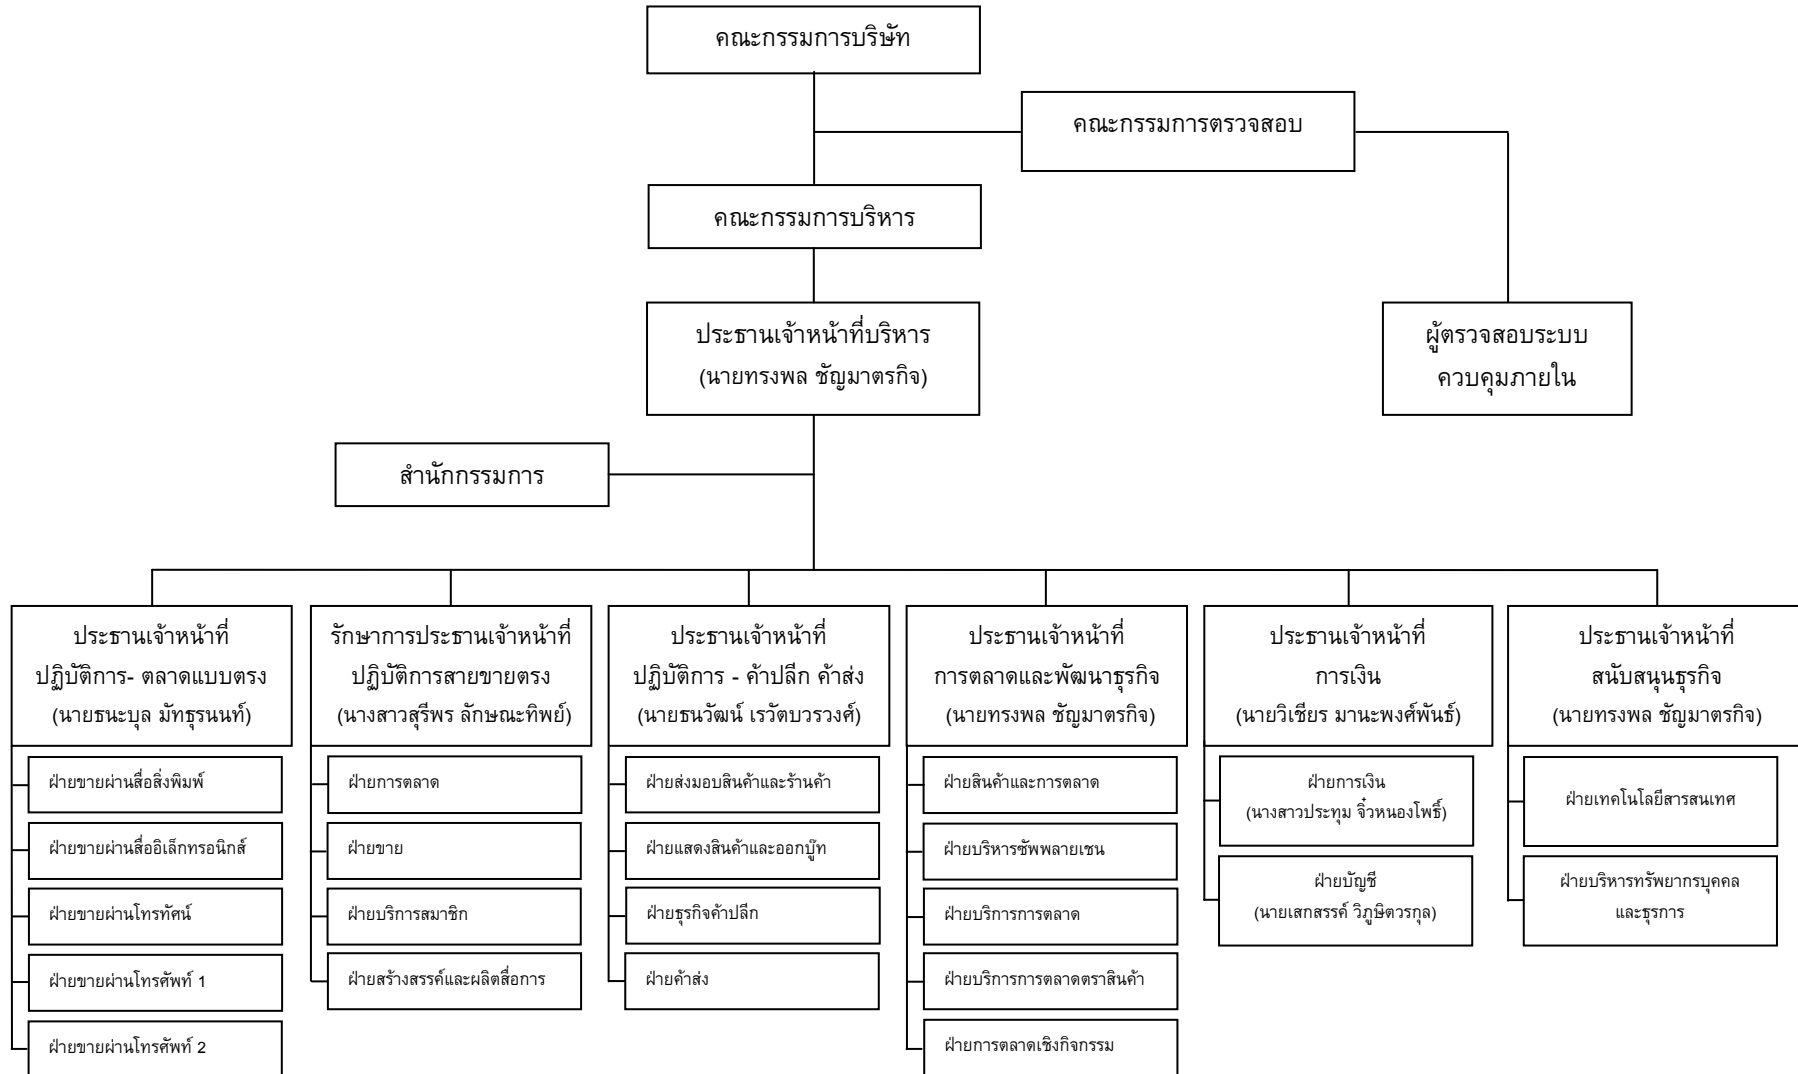 คณะกรรมการบริษัท
คณะกรรมการตรวจสอบ
คณะกรรมการบริหาร
ประธานเจ้าหน้าที่บริหาร
(นายทรงพล ชัญมาตรกิจ)
ผู้ตรวจสอบระบบ
ควบคุมภายใน
สำนักกรรมการ
ประธานเจ้าหน้าที่
ปฏิบัติการ- ตลาดแบบตรง
(นายธนะบุล มัทธุรนนท์)
รักษาการประธานเจ้าหน้าที่
ปฏิบัติการสายขายตรง
(นางสาวสุรีพร ลักษณะทิพย์)
ประธานเจ้าหน้าที่
ปฏิบัติการ - ค้าปลีก ค้าส่ง
(นายธนวัฒน์ เรวัตบวรวงศ์)
ประธานเจ้าหน้าที่
การตลาดและพัฒนาธุรกิจ
(นายทรงพล ชัญมาตรกิจ)
ประธานเจ้าหน้าที่
การเงิน
(นายวิเชียร มานะพงศ์พันธ์)
ประธานเจ้าหน้าที่
สนับสนุนธุรกิจ
(นายทรงพล ชัญมาตรกิจ)
ฝ่ายขายผ่านสื่อสิ่งพิมพ์
ฝ่ายขายผ่านสื่ออิเล็กทรอนิกส์
ฝ่ายขายผ่านโทรทัศน์
ฝ่ายขายผ่านโทรศัพท์ 1
ฝ่ายขายผ่านโทรศัพท์ 2
ฝ่ายการตลาด
ฝ่ายขาย
ฝ่ายบริการสมาชิก
ฝ่ายสร้างสรรค์และผลิตสื่อการ
ฝ่ายส่งมอบสินค้าและร้านค้า
ฝ่ายแสดงสินค้าและออกบู๊ท
ฝ่ายธุรกิจค้าปลีก
ฝ่ายค้าส่ง
ฝ่ายสินค้าและการตลาด
ฝ่ายบริหารซัพพลายเชน
ฝ่ายบริการการตลาด
ฝ่ายบริการการตลาดตราสินค้า
ฝ่ายการตลาดเชิงกิจกรรม
ฝ่ายการเงิน
(นางสาวประทุม จิ๋วหนองโพธิ์)
ฝ่ายบัญชี
(นายเสกสรรค์ วิภูษิตวรกุล)
ฝ่ายเทคโนโลยีสารสนเทศ
ฝ่ายบริหารทรัพยากรบุคคล
และธุรการ